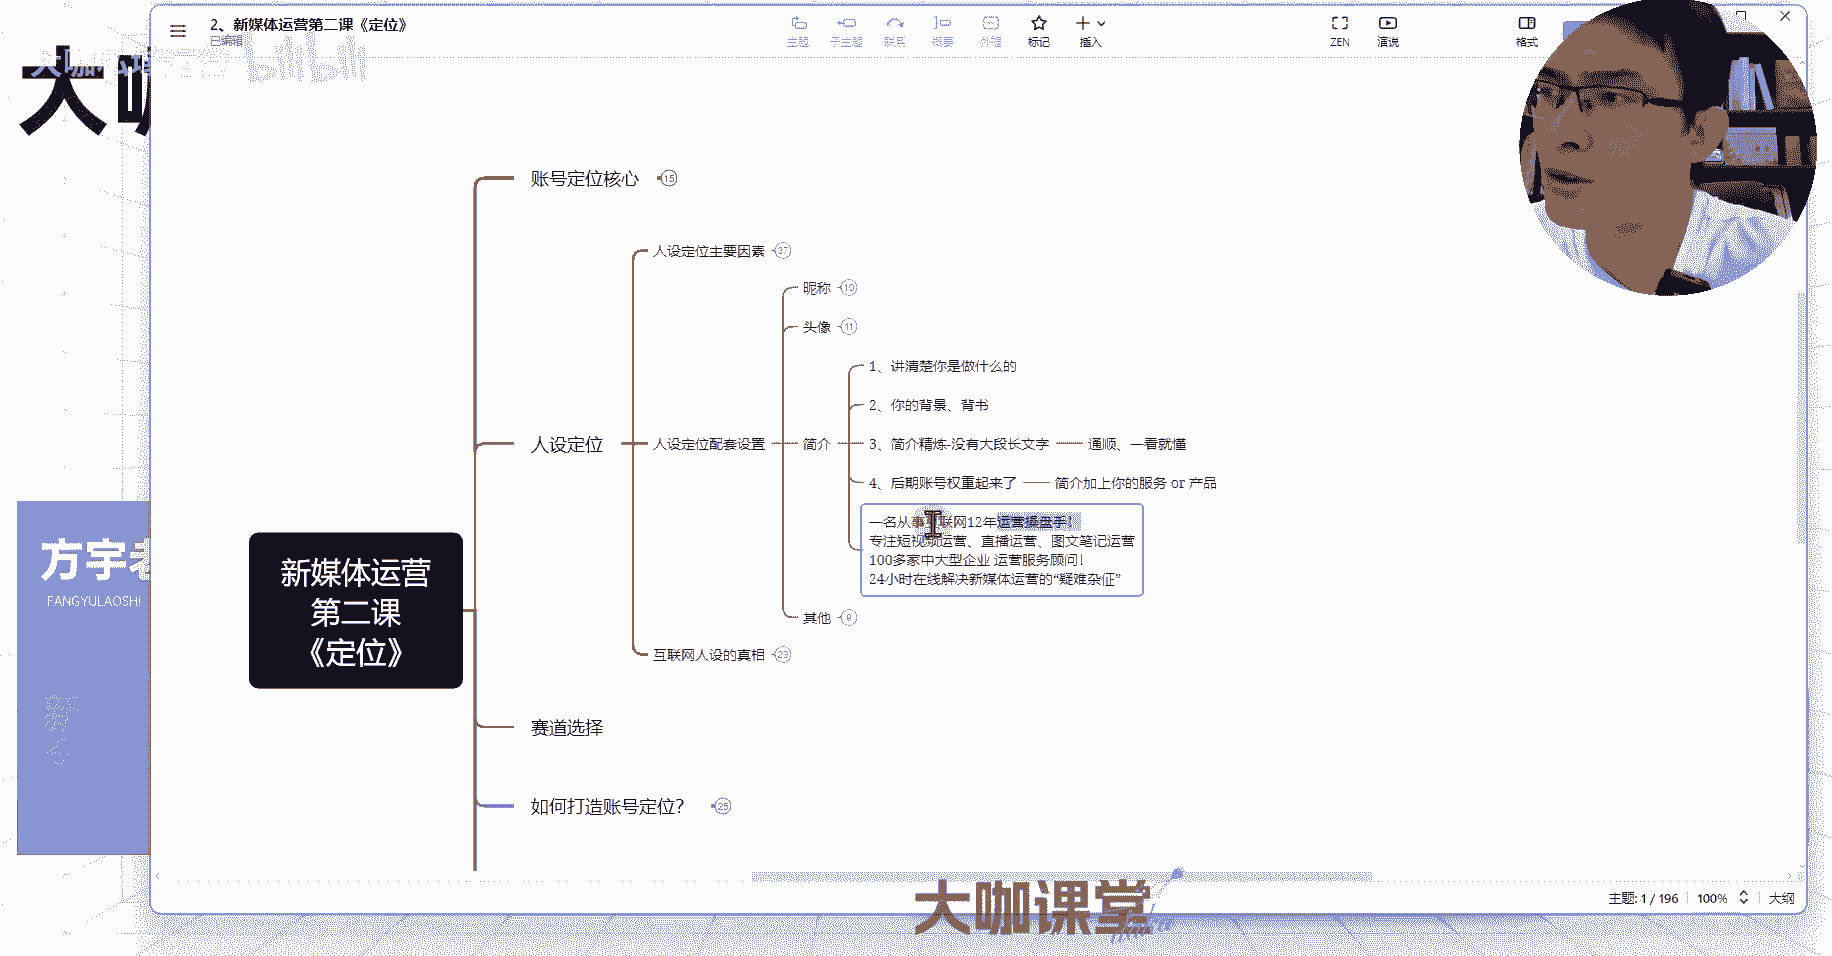 2、新媒体运营第二课《定位》
已编辑
主题
子主题
联系
概要
外框
标记
插入
ZEN
演说
格式
大咖
bilibili
账号定位核心
15
人设定位主要因素
37
昵称
10
头像
11
1、讲清楚你是做什么的
2、你的背景、背书
人设定位
人设定位配套设置
简介
3、简介精炼-没有大段长文字
通顺、一看就懂
4、后期账号权重起来了
简介加上你的服务 or 产品
一名从事互联网12年运营操盘手!
专注短视频运营、直播运营、图文笔记运营
100多家中大型企业 运营服务顾问!
24小时在线解决新媒体运营的“疑难杂症”
其他
9
互联网人设的真相
23
方宇老
FANGYULAOSHI
新媒体运营
第二课
《定位》
赛道选择
如何打造账号定位?
25
大咖课堂
主题: 1 / 196
100%
大纲